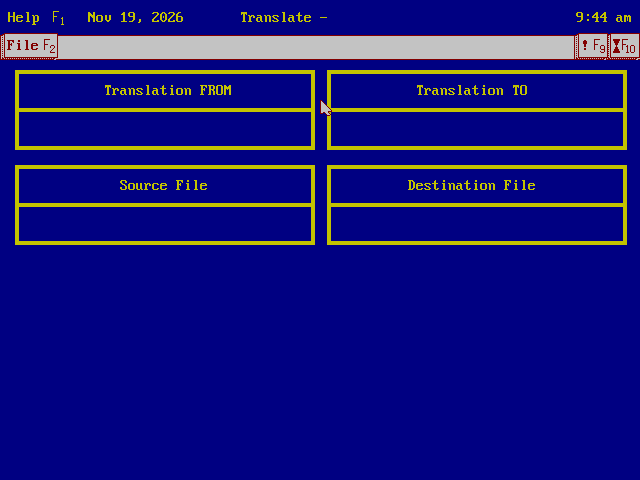 Help F1 Nov 19, 2026 Translate - 9:44 am
File F2 ! F9 F10
Translation FROM Translation TO
Source File Destination File